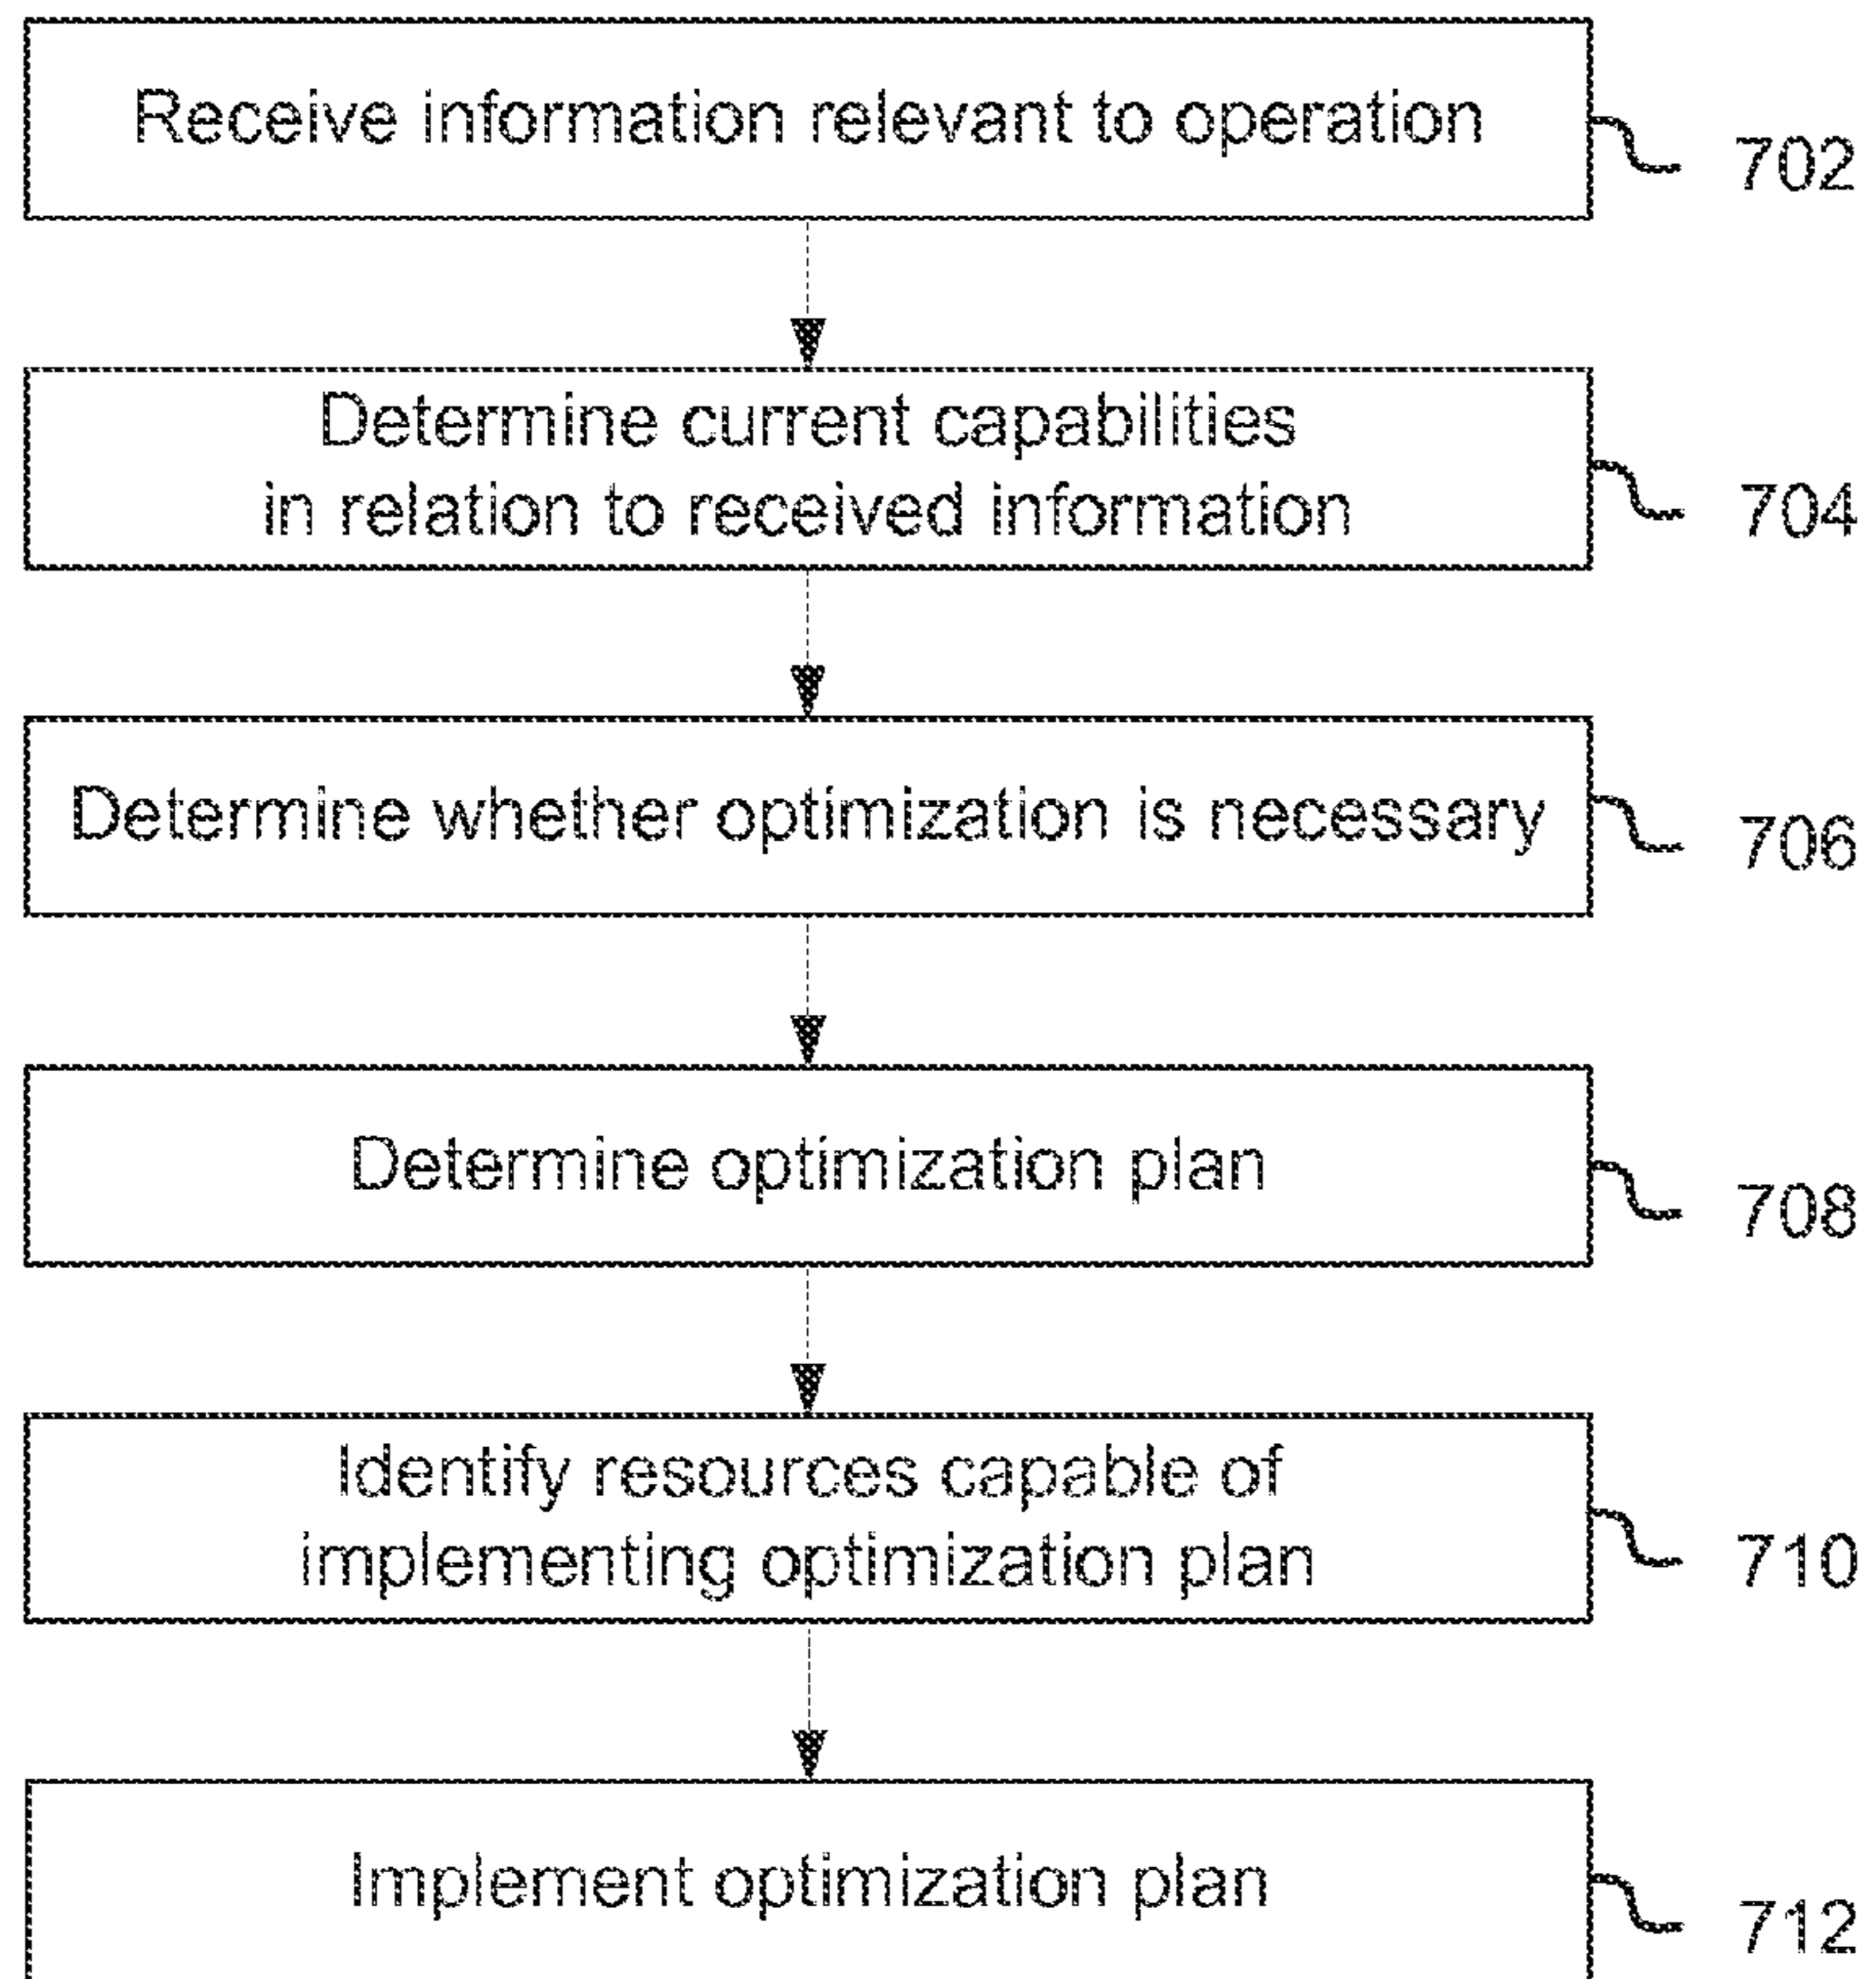 Receive information relevant to operation
702
Determine current capabilities
in relation to received information
704
Determine whether optimization is necessary
706
Determine optimization plan
708
Identify resources capable of
implementing optimization plan
710
Implement optimization plan
712